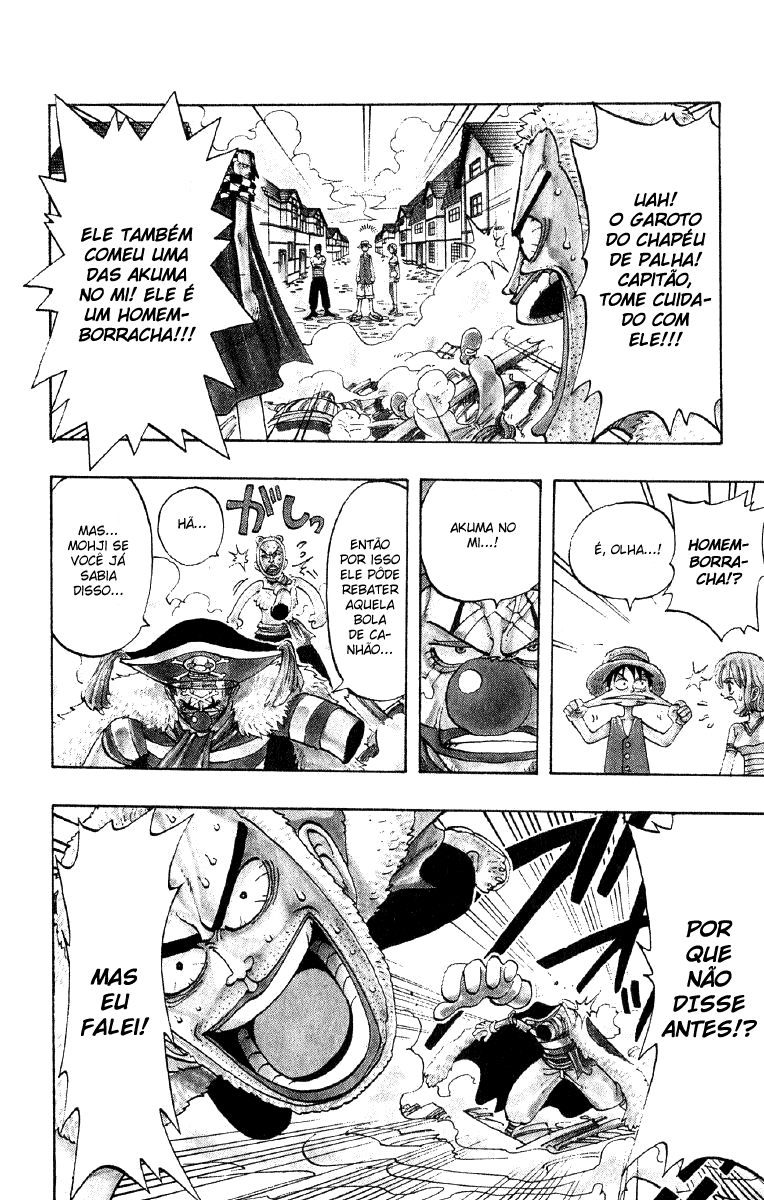 UAH!
O GAROTO
DO CHAPÉU
DE PALHA!
CAPITÃO,
TOME CUIDA-
DO COM
ELE!!!
ELE TAMBÉM
COMEU UMA
DAS AKUMA
NO MI! ELE É
UM HOMEM-
BORRACHA!!!
HOMEM-
BORRA-
CHA!?
É, OLHA...!
AKUMA NO
MI...!
ENTÃO
POR ISSO
ELE PÔDE
REBATER
AQUELA
BOLA
DE CA-
NHÃO...
がしっ
HÃ...
MAS...
MOHJI SE
VOCÊ JÁ
SABIA
DISSO...
POR
QUE
NÃO
DISSE
ANTES!?
MAS
EU
FALEI!